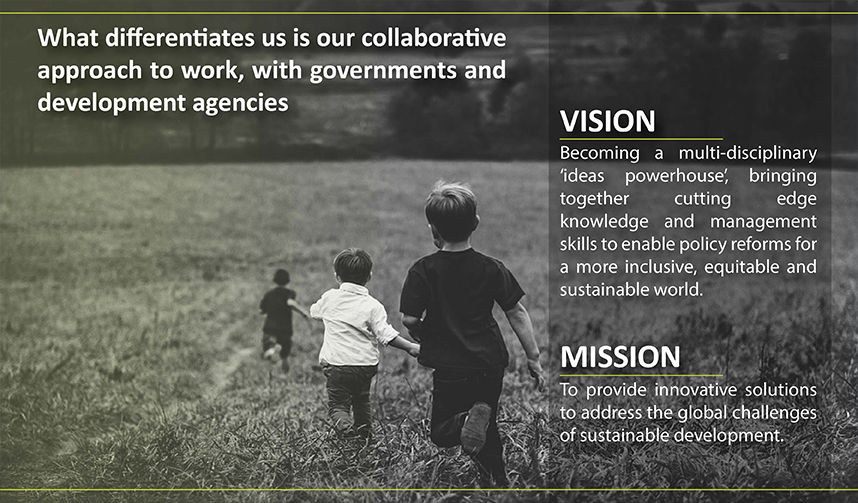 What differentiates us is our collaborative
approach to work, with governments and
development agencies
VISION
Becoming a multi-disciplinary
‘ideas powerhouse’, bringing
together cutting edge
knowledge and management
skills to enable policy reforms for
a more inclusive, equitable and
sustainable world.
MISSION
To provide innovative solutions
to address the global challenges
of sustainable development.